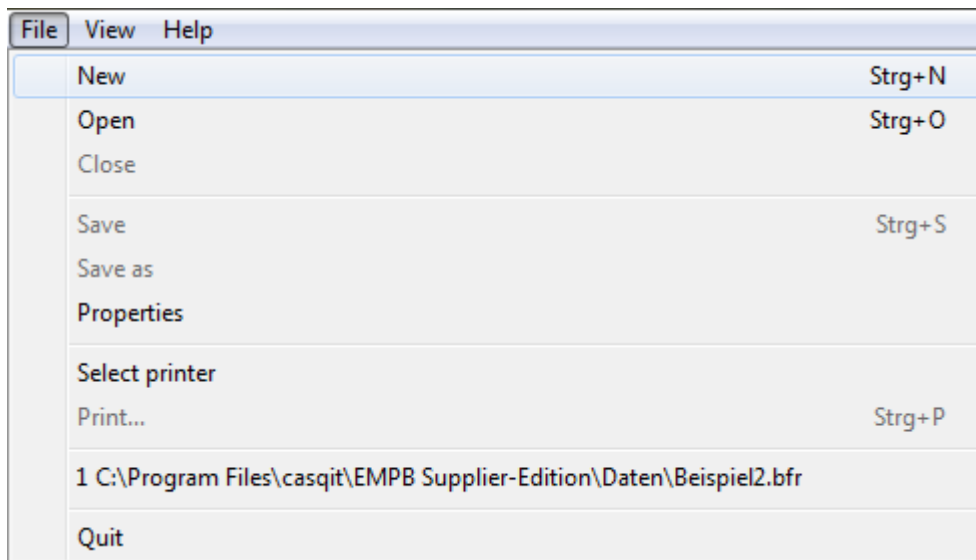 File View Help
New Strg+N
Open Strg+O
Close
Save Strg+S
Save as
Properties
Select printer
Print... Strg+P
1 C:\Program Files\casqit\EMPB Supplier-Edition\Daten\Beispiel2.bfr
Quit